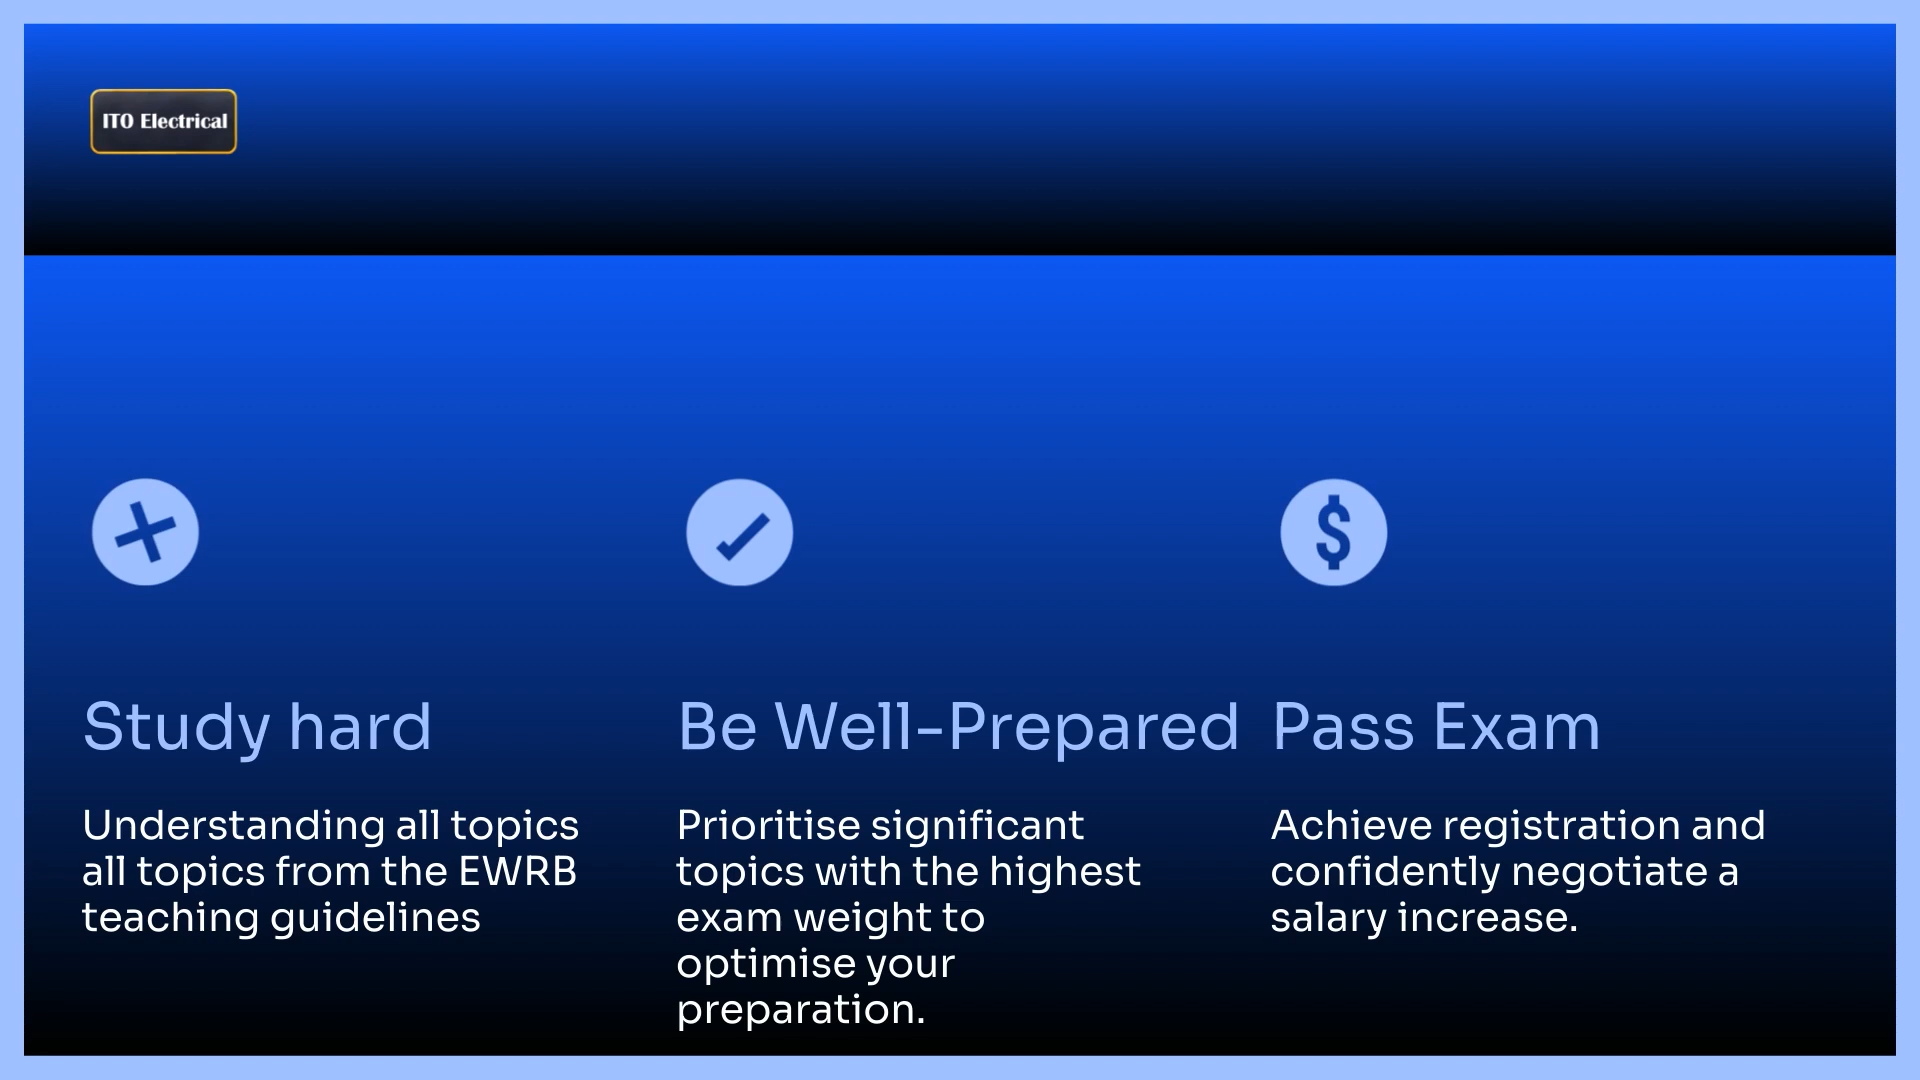 ITO Electrical
$
Study hard
Understanding all topics
all topics from the EWRB
teaching guidelines
Be Well-Prepared
Prioritise significant
topics with the highest
exam weight to
optimise your
preparation.
Pass Exam
Achieve registration and
confidently negotiate a
salary increase.